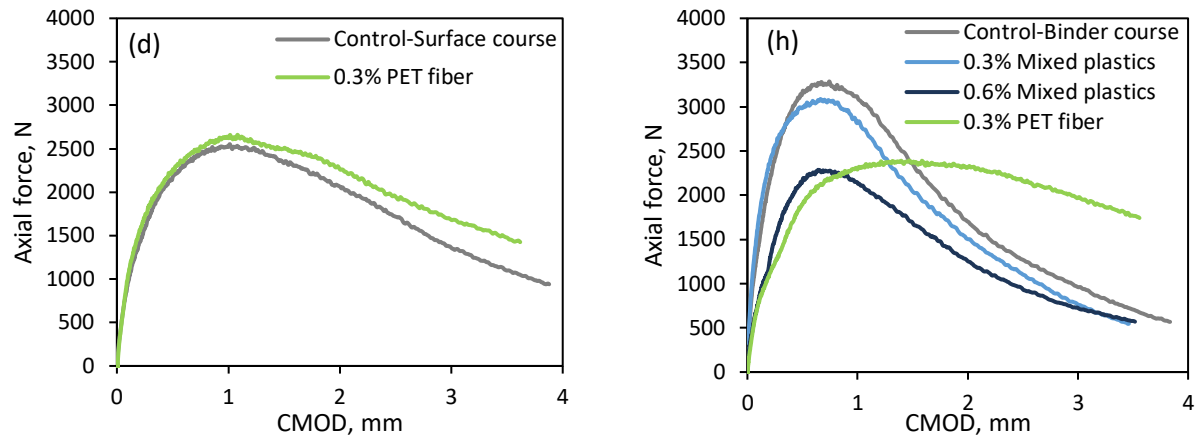 (d)
Control-Surface course
0.3% PET fiber
Axial force, N
4000
3500
3000
2500
2000
1500
1000
500
0
0 1 2 3 4
CMOD, mm
(h)
Control-Binder course
0.3% Mixed plastics
0.6% Mixed plastics
0.3% PET fiber
Axial force, N
4000
3500
3000
2500
2000
1500
1000
500
0
0 1 2 3 4
CMOD, mm